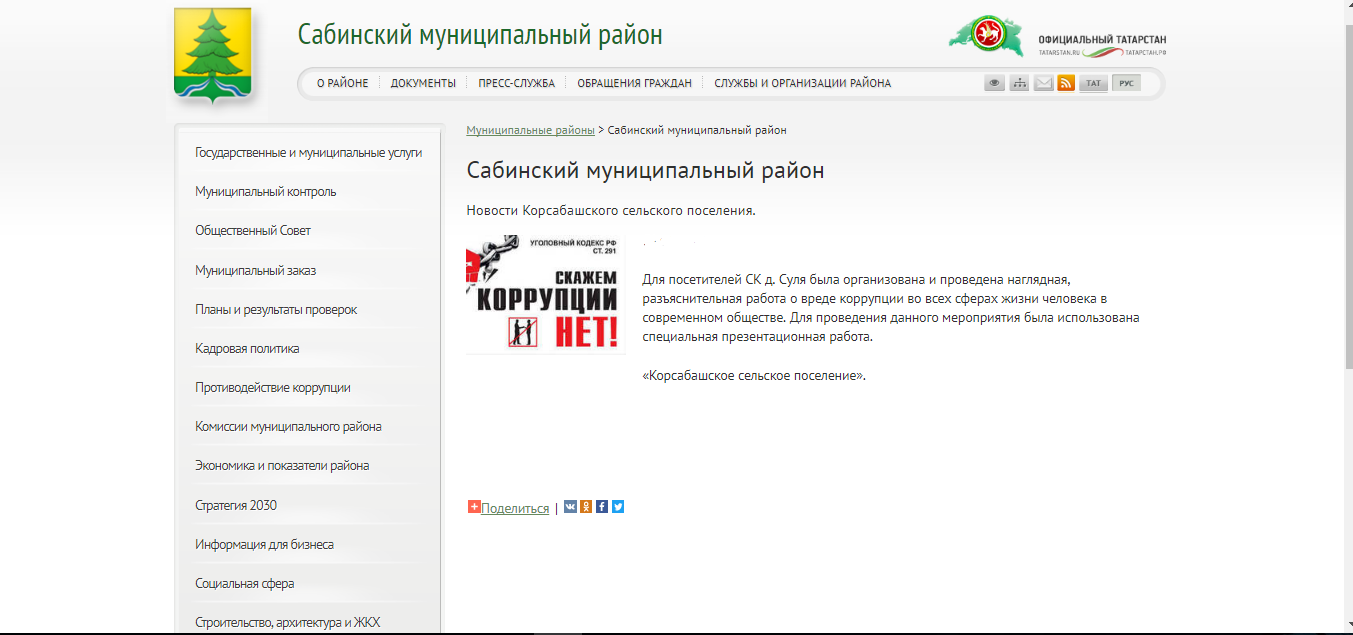 Сабинский муниципальный район
ОФИЦИАЛЬНЫЙ ТАТАРСТАН
TATARSTAN.RU ТАТАРСТАН.РФ
О РАЙОНЕ ДОКУМЕНТЫ ПРЕСС-СЛУЖБА ОБРАЩЕНИЯ ГРАЖДАН СЛУЖБЫ И ОРГАНИЗАЦИИ РАЙОНА ТАТ РУС
Государственные и муниципальные услуги
Муниципальный контроль
Общественный Совет
Муниципальный заказ
Планы и результаты проверок
Кадровая политика
Противодействие коррупции
Комиссии муниципального района
Экономика и показатели района
Стратегия 2030
Информация для бизнеса
Социальная сфера
Строительство, архитектура и ЖКХ
Муниципальные районы > Сабинский муниципальный район
Сабинский муниципальный район
Новости Корсабашского сельского поселения.
УГОЛОВНЫЙ КОДЕКС РФ
СТ. 291
СКАЖЕМ
КОРРУПЦИИ
НЕТ!
Для посетителей СК д. Суля была организована и проведена наглядная,
разъяснительная работа о вреде коррупции во всех сферах жизни человека в
современном обществе. Для проведения данного мероприятия была использована
специальная презентационная работа.
«Корсабашское сельское поселение».
Поделиться |